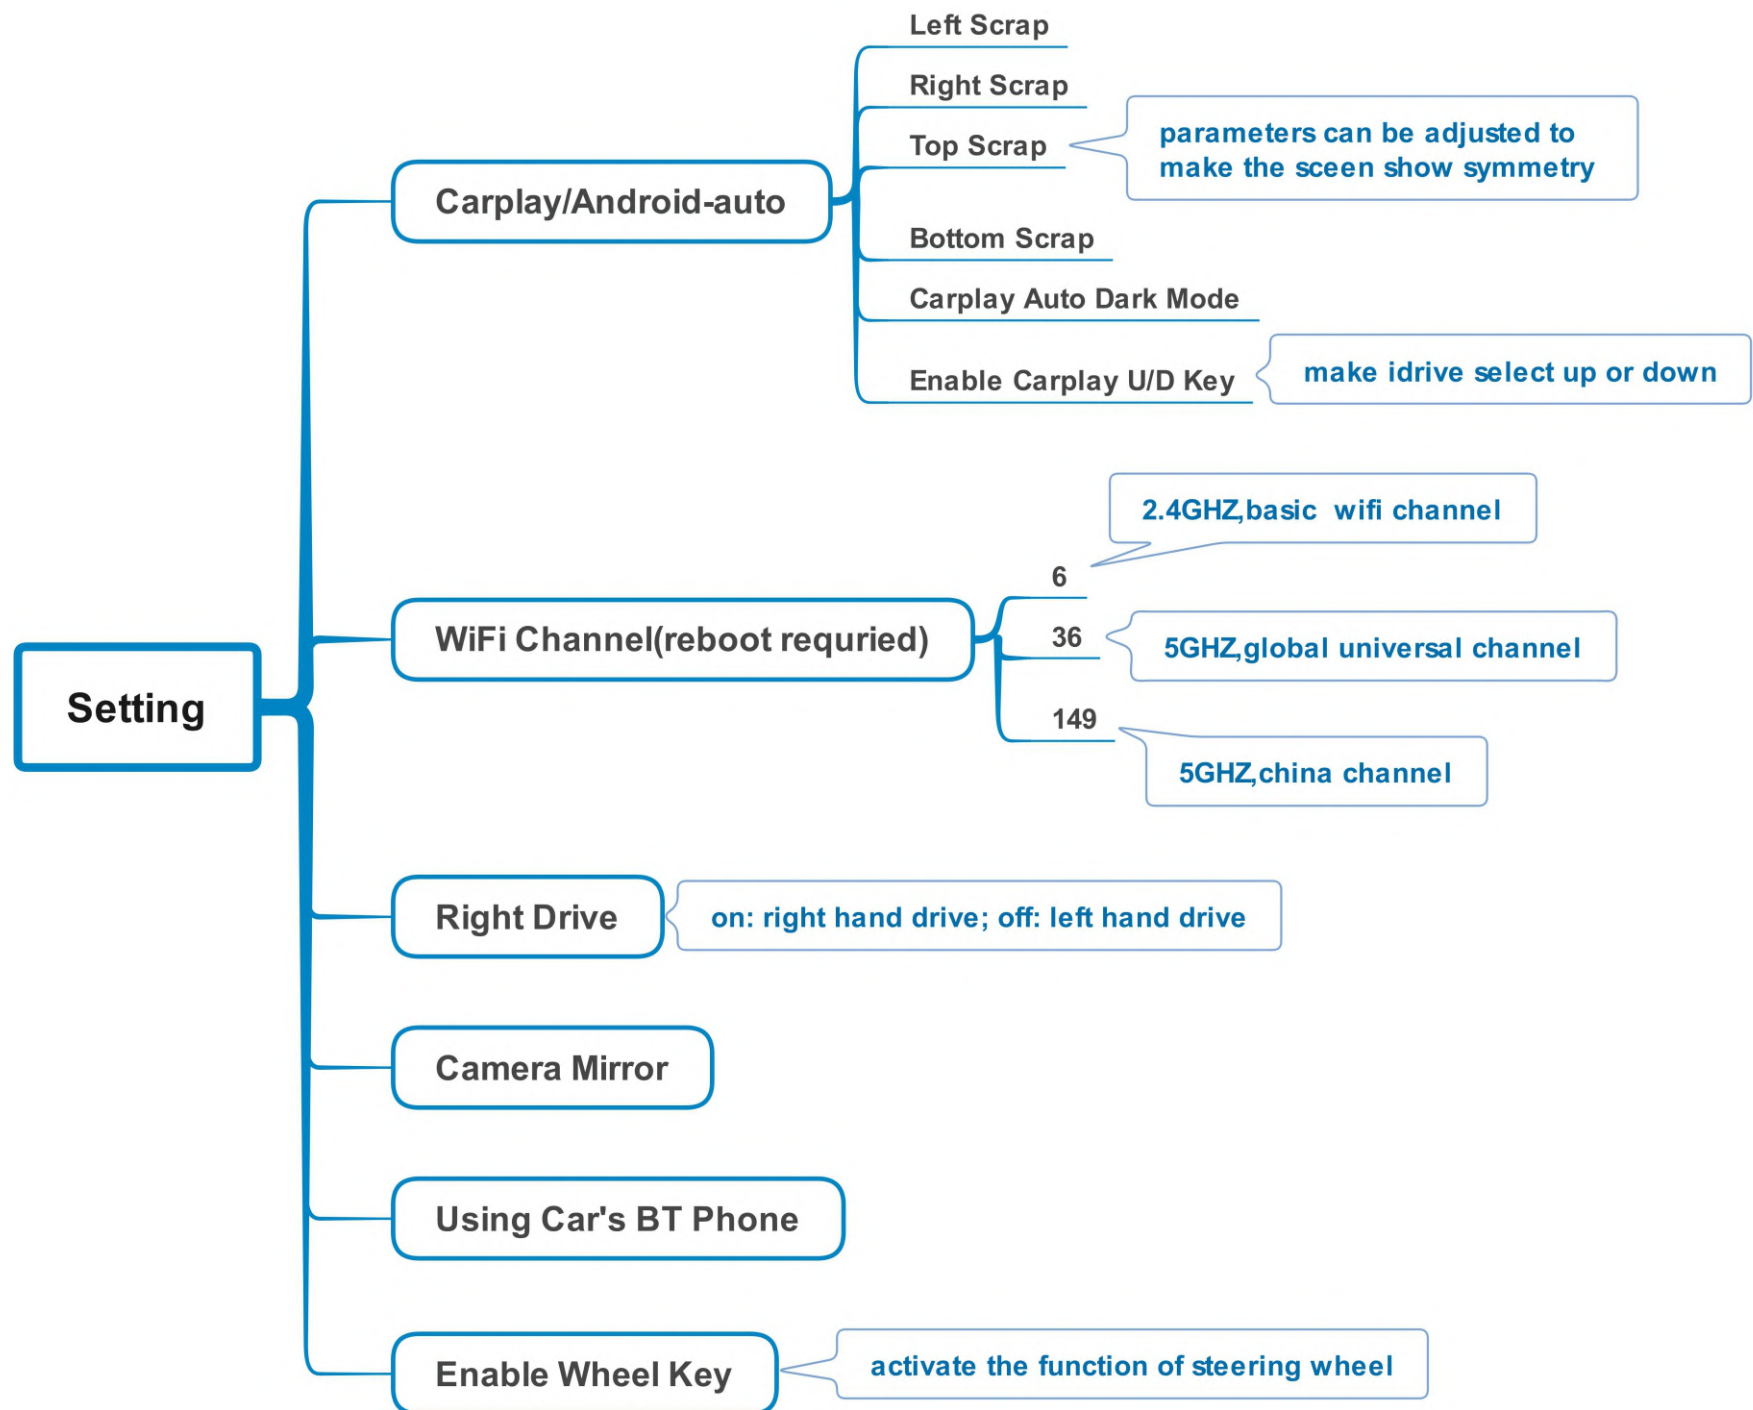 Setting
Carplay/Android-auto
Left Scrap
Right Scrap
Top Scrap
parameters can be adjusted to
make the sceen show symmetry
Bottom Scrap
Carplay Auto Dark Mode
Enable Carplay U/D Key
make idrive select up or down
WiFi Channel(reboot requried)
6
2.4GHZ,basic wifi channel
36
5GHZ,global universal channel
149
5GHZ,china channel
Right Drive
on: right hand drive; off: left hand drive
Camera Mirror
Using Car's BT Phone
Enable Wheel Key
activate the function of steering wheel